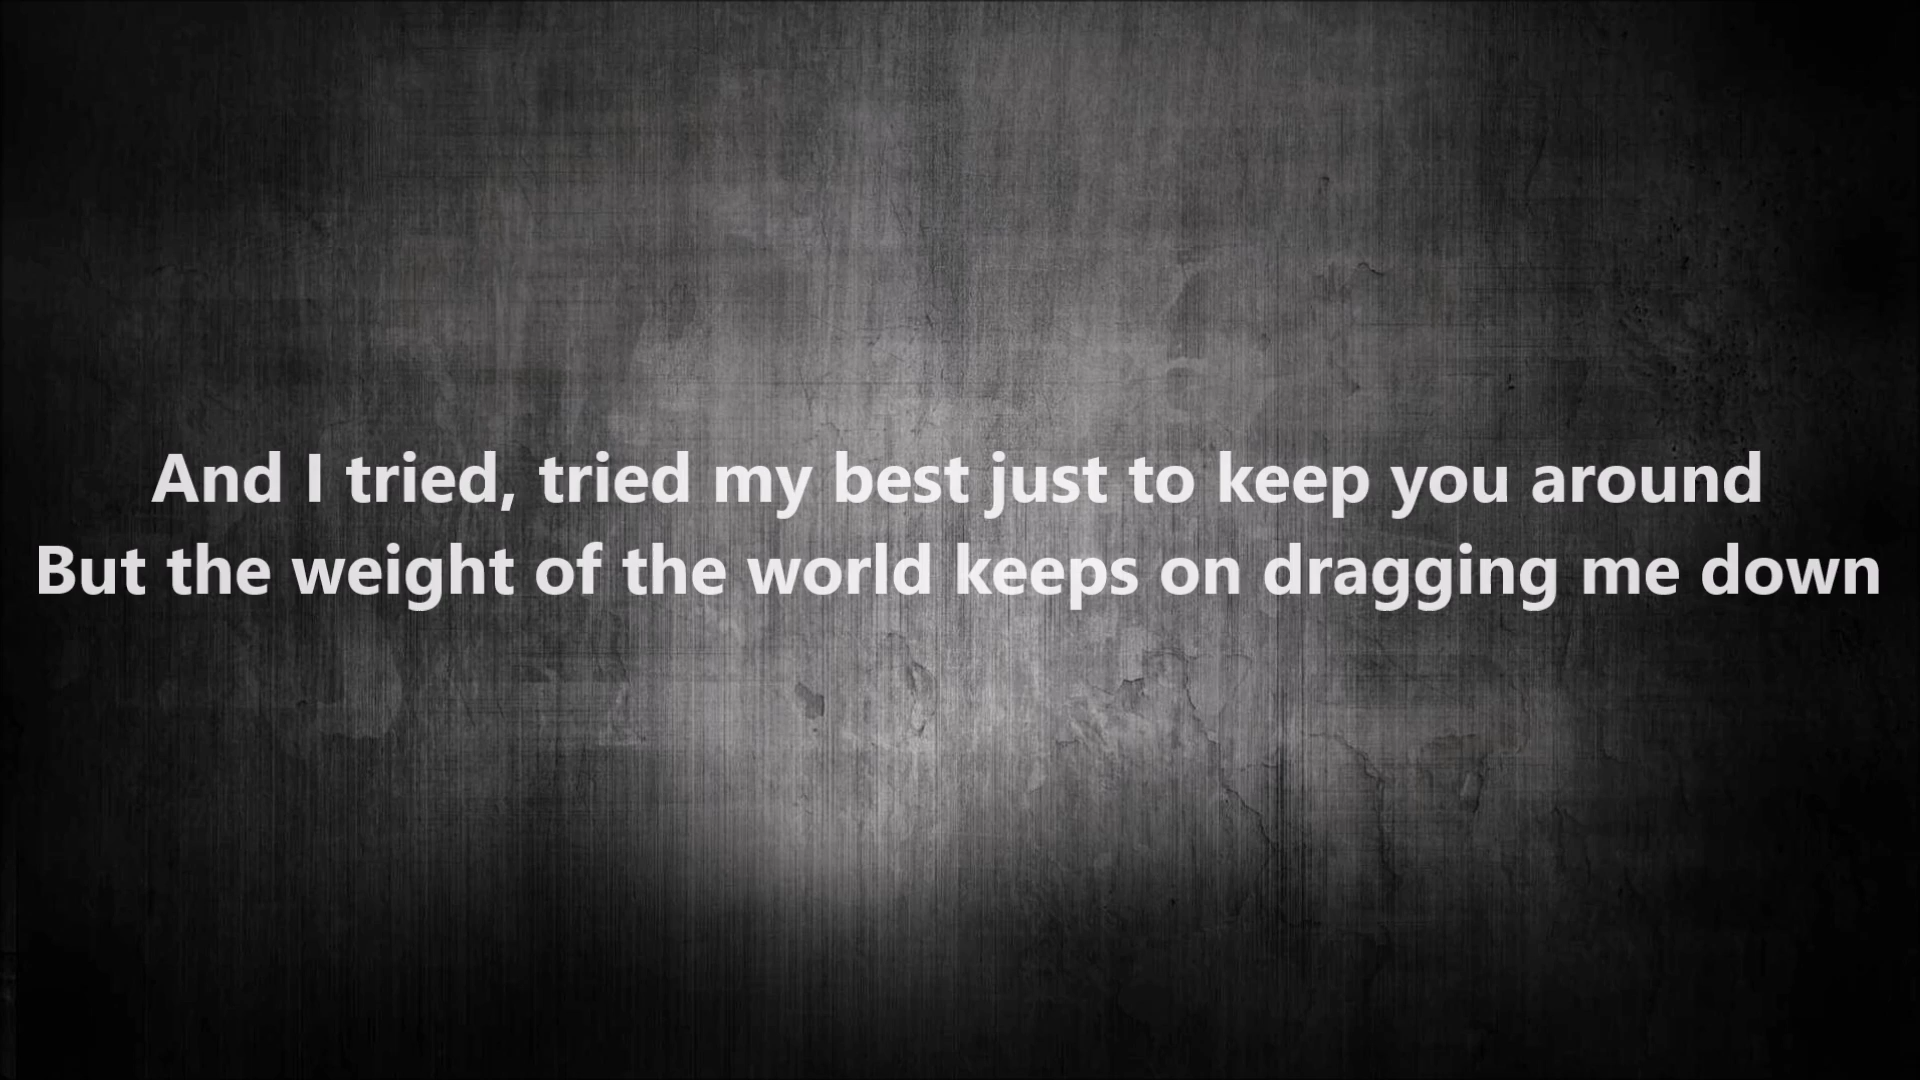 And I tried, tried my best just to keep you around
But the weight of the world keeps on dragging me down